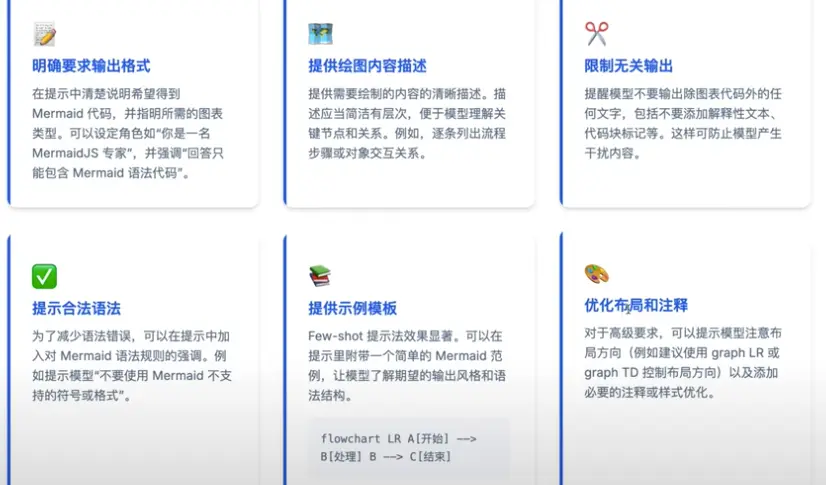 明确要求输出格式
在提示中清楚说明希望得到
Mermaid 代码，并指明所需的图表
类型。可以设定角色如“你是一名
MermaidJS 专家”，并强调“回答只
能包含 Mermaid 语法代码”。
提供绘图内容描述
提供需要绘制的内容的清晰描述。描
述应当简洁有层次，便于模型理解关
键节点和关系。例如，逐条列出流程
步骤或对象交互关系。
限制无关输出
提醒模型不要输出除图表代码外的任
何文字，包括不要添加解释性文本、
代码块标记等。这样可防止模型产生
干扰内容。
提示合法语法
为了减少语法错误，可以在提示中加
入对 Mermaid 语法规则的强调。例
如提示模型“不要使用 Mermaid 不支
持的符号或格式”。
提供示例模板
Few-shot 提示法效果显著。可以在
提示里附带一个简单的 Mermaid 范
例，让模型了解期望的输出风格和语
法结构。
flowchart LR A[开始] -->
B[处理] B --> C[结束]
优化布局和注释
对于高级要求，可以提示模型注意布
局方向（例如建议使用 graph LR 或
graph TD 控制布局方向）以及添加
必要的注释或样式优化。